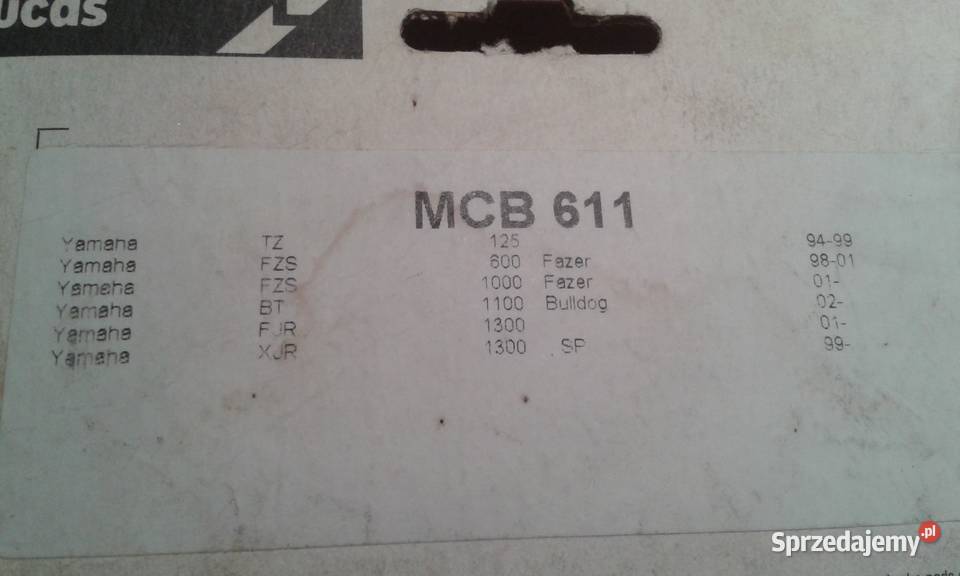 ucas
MCB 611
Yamaha TZ 125 94-99
Yamaha FZS 600 Fazer 98-01
Yamaha FZS 1000 Fazer 01-
Yamaha BT 1100 Bulldog 02-
Yamaha FJR 1300 01-
Yamaha XJR 1300 SP 99-
Sprzedajemy.pl